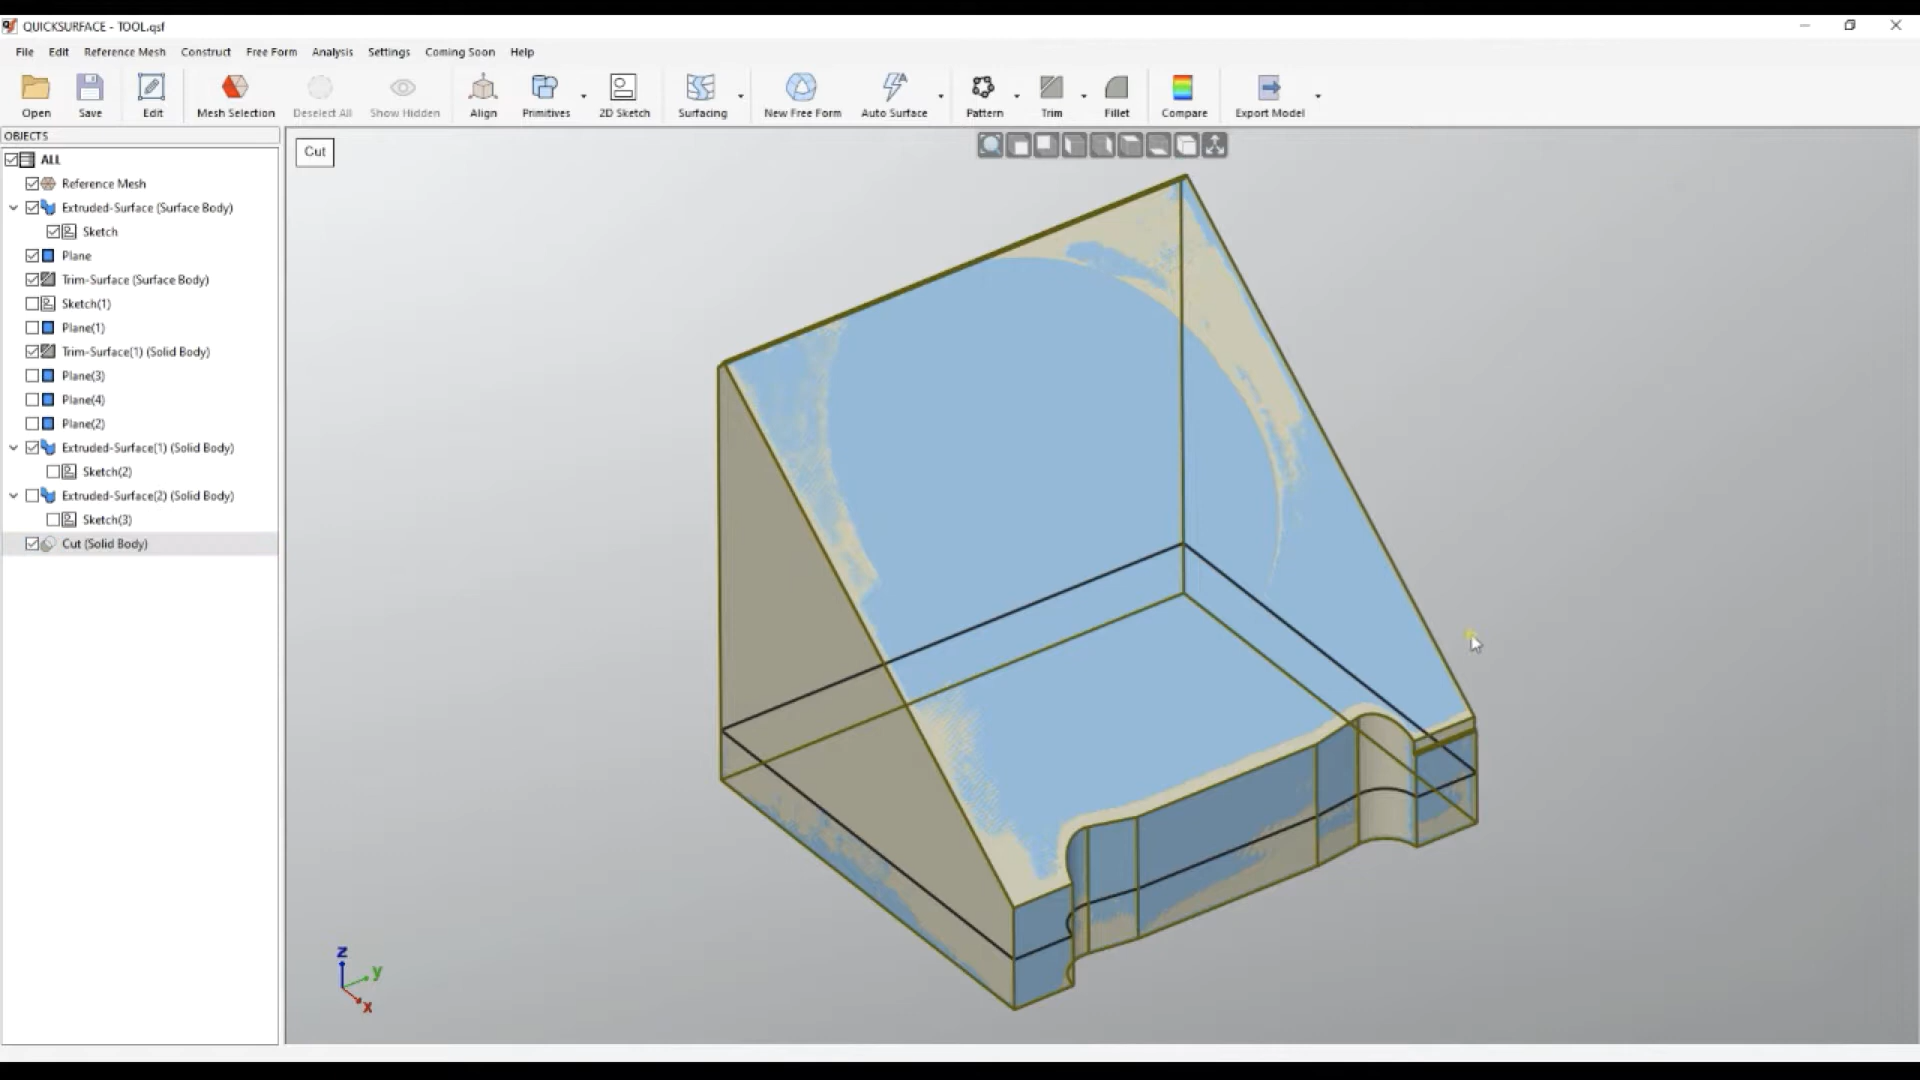 QUICKSURFACE - TOOL.qsf
File Edit Reference Mesh Construct Free Form Analysis Settings Coming Soon Help
Open Save Edit Mesh Selection Deselect All Show Hidden Align Primitives 2D Sketch Surfacing New Free Form Auto Surface Pattern Trim Fillet Compare Export Model
OBJECTS
ALL
Reference Mesh
Extruded-Surface (Surface Body)
Sketch
Plane
Trim-Surface (Surface Body)
Sketch(1)
Plane(1)
Trim-Surface(1) (Solid Body)
Plane(3)
Plane(4)
Plane(2)
Extruded-Surface(1) (Solid Body)
Sketch(2)
Extruded-Surface(2) (Solid Body)
Sketch(3)
Cut (Solid Body)
Cut
z
y
x